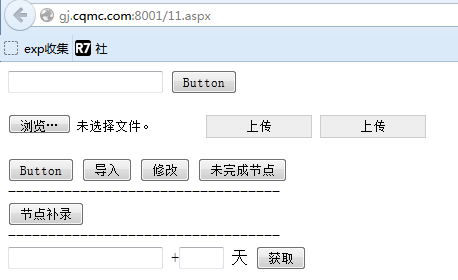 gj.cqmc.com:8001/11.aspx
exp收集 R7 社
Button
浏览… 未选择文件。 上传 上传
Button 导入 修改 未完成节点
-----------------------------------
节点补录
-----------------------------------
+ 天 获取